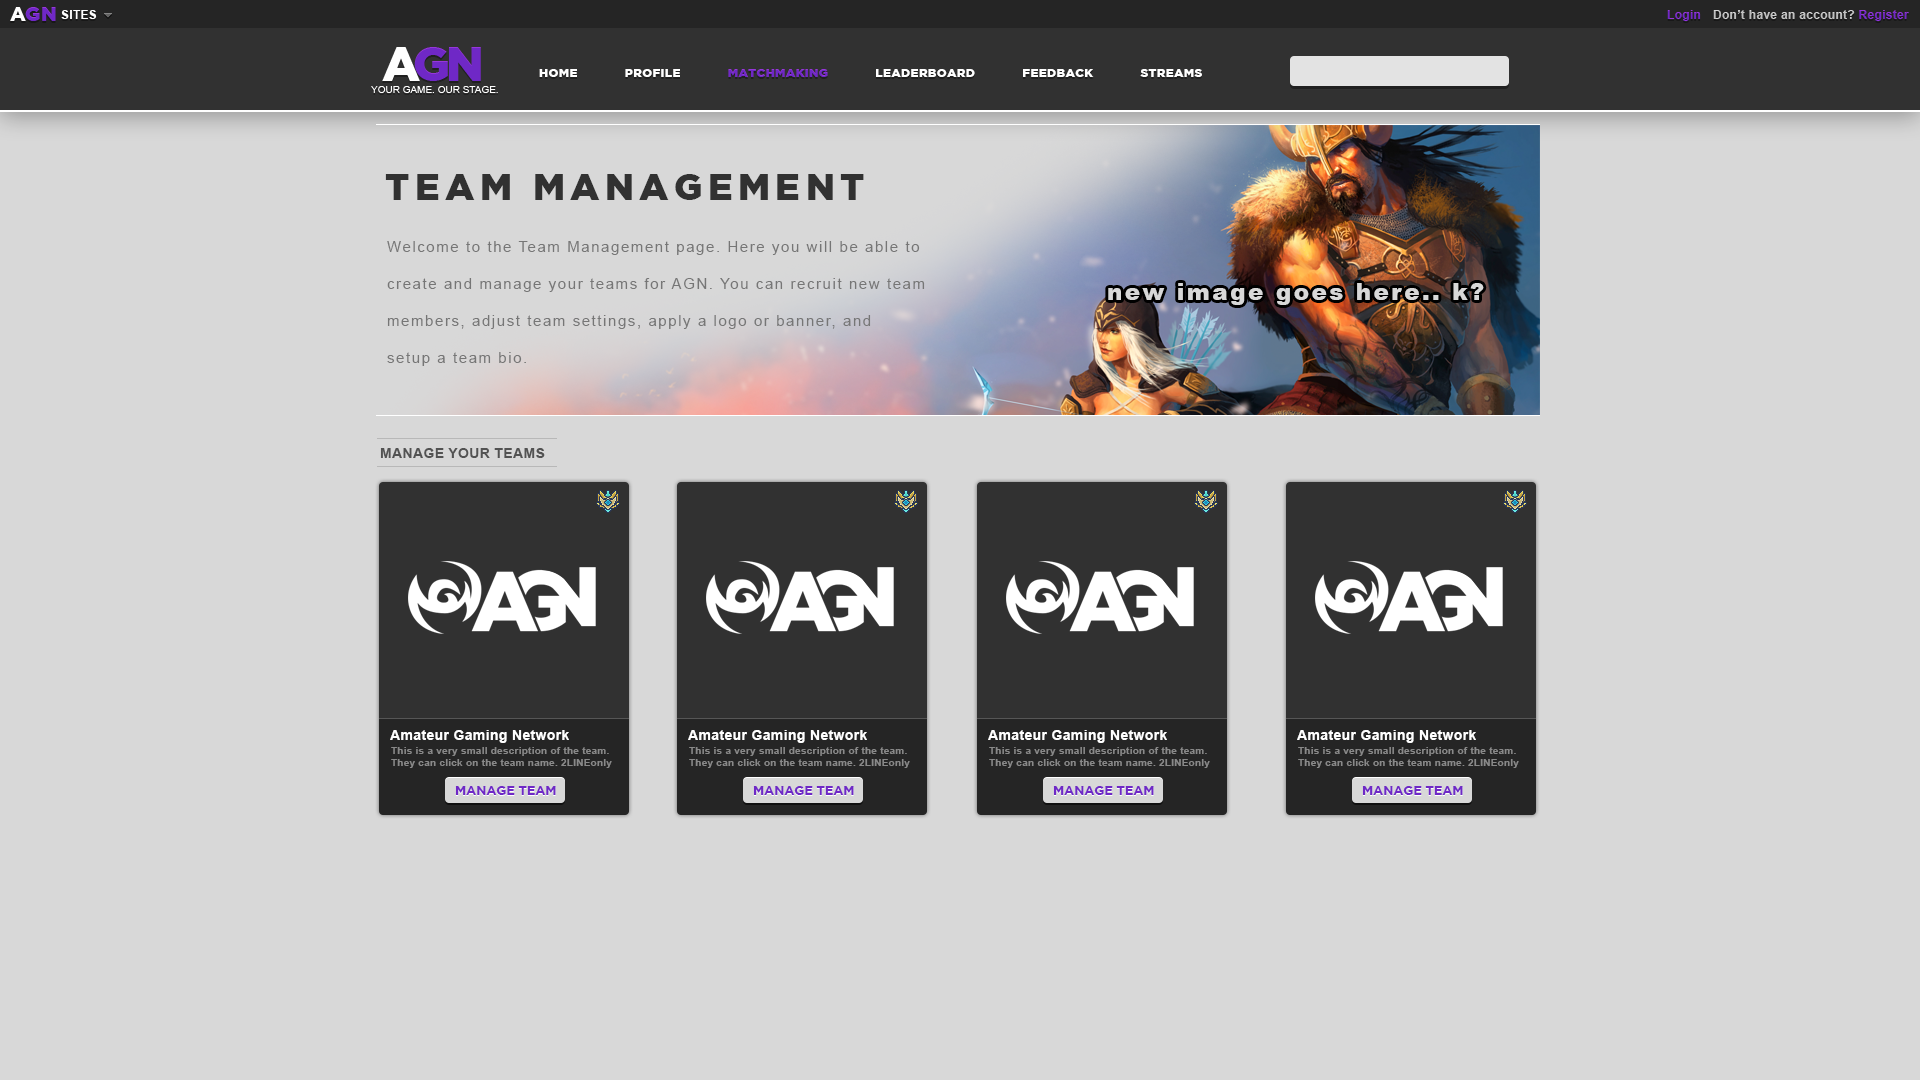 AGN SITES
Login Don't have an account? Register
AGN
YOUR GAME. OUR STAGE.
HOME PROFILE MATCHMAKING LEADERBOARD FEEDBACK STREAMS
TEAM MANAGEMENT
Welcome to the Team Management page. Here you will be able to
create and manage your teams for AGN. You can recruit new team
members, adjust team settings, apply a logo or banner, and
setup a team bio.
new image goes here.. k?
MANAGE YOUR TEAMS
AGN
Amateur Gaming Network
This is a very small description of the team.
They can click on the team name. 2LINEonly
MANAGE TEAM
AGN
Amateur Gaming Network
This is a very small description of the team.
They can click on the team name. 2LINEonly
MANAGE TEAM
AGN
Amateur Gaming Network
This is a very small description of the team.
They can click on the team name. 2LINEonly
MANAGE TEAM
AGN
Amateur Gaming Network
This is a very small description of the team.
They can click on the team name. 2LINEonly
MANAGE TEAM